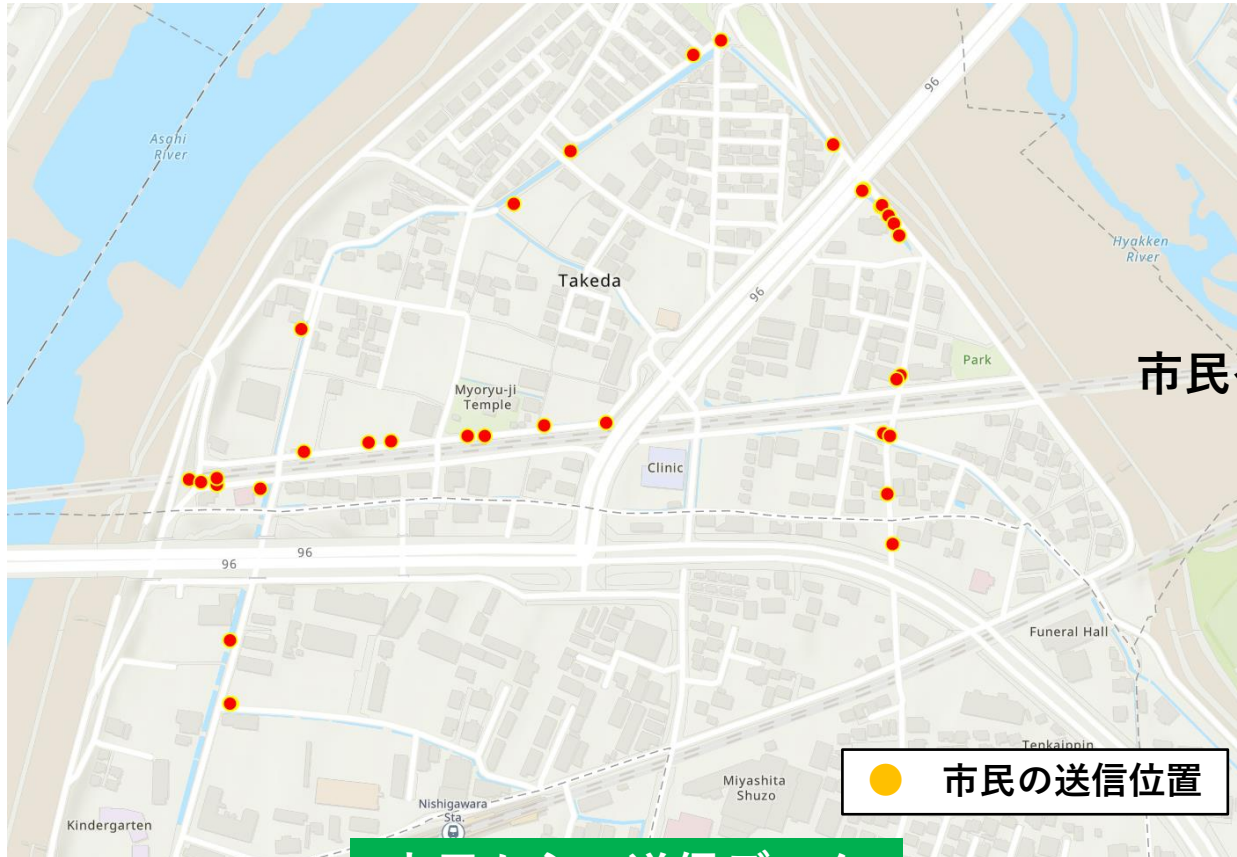 96
Asahi
River
Hyakken
River
Takeda
96
Park
市民
Myoryu-ji
Temple
Clinic
96
96
Funeral Hall
Tenkaippin
Miyashita
Shuzo
市民の送信位置
Nishigawara
Sta.
Kindergarten